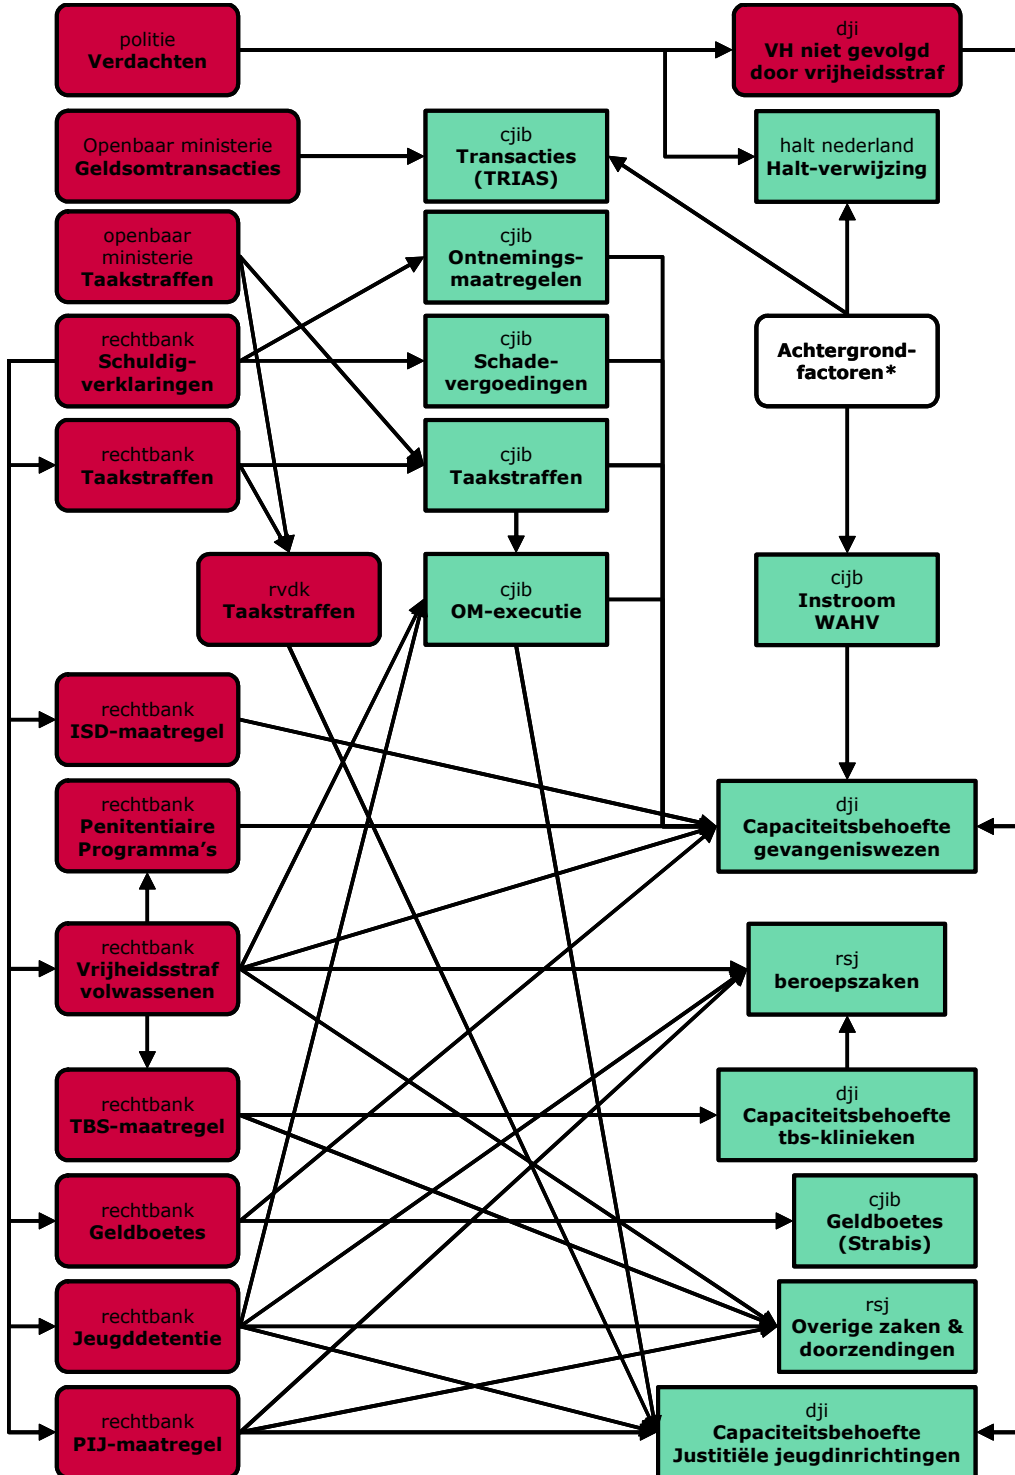 politie
Verdachten
dji
VH niet gevolgd
door vrijheidsstraf
Openbaar ministerie
Geldsomtransacties
cjib
Transacties
(TRIAS)
halt nederland
Halt-verwijzing
openbaar
ministerie
Taakstraffen
cjib
Ontnemings-
maatregelen
rechtbank
Schuldig-
verklaringen
cjib
Schade-
vergoedingen
Achtergrond-
factoren*
rechtbank
Taakstraffen
cjib
Taakstraffen
rvdk
Taakstraffen
cjib
OM-executie
cijb
Instroom
WAHV
rechtbank
ISD-maatregel
rechtbank
Penitentiaire
Programma's
dji
Capaciteitsbehoefte
gevangeniswezen
rechtbank
Vrijheidsstraf
volwassenen
rsj
beroepszaken
rechtbank
TBS-maatregel
dji
Capaciteitsbehoefte
tbs-klinieken
rechtbank
Geldboetes
cjib
Geldboetes
(Strabis)
rechtbank
Jeugddetentie
rsj
Overige zaken &
doorzendingen
rechtbank
PIJ-maatregel
dji
Capaciteitsbehoefte
Justitiële jeugdinrichtingen